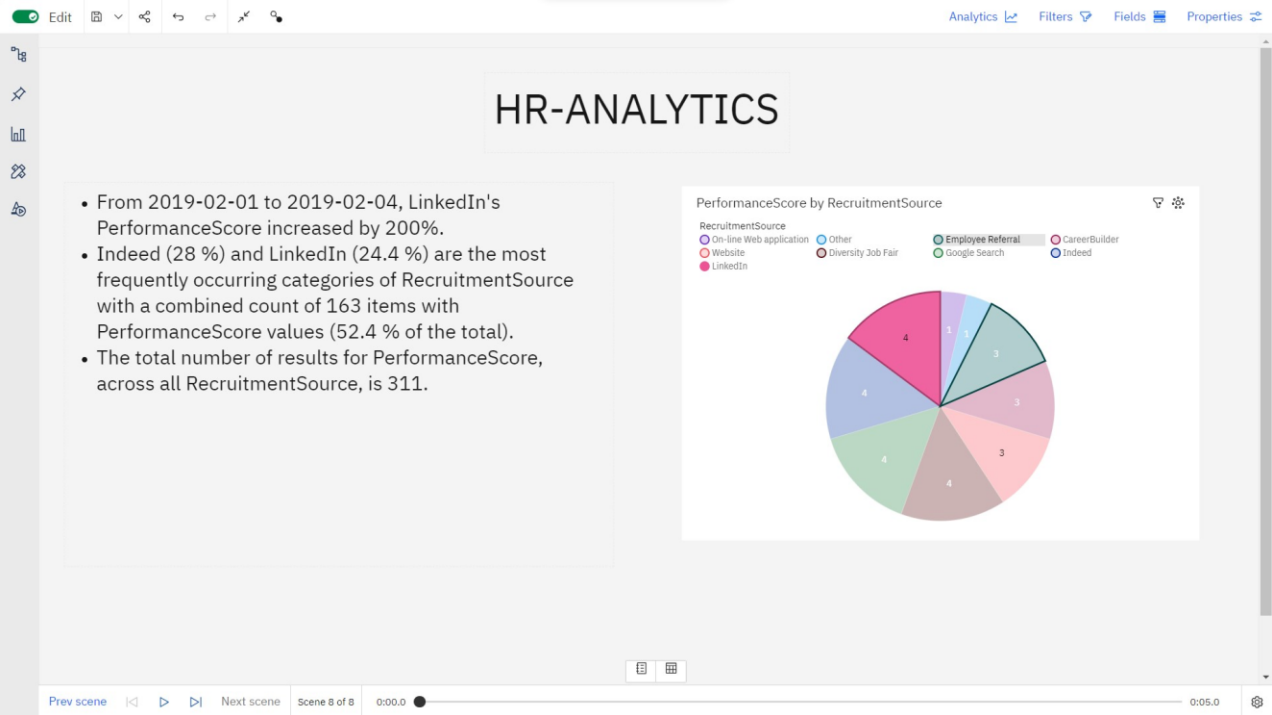 Edit
Analytics
Filters
Fields
Properties
HR-ANALYTICS
• From 2019-02-01 to 2019-02-04, LinkedIn's
PerformanceScore increased by 200%.
• Indeed (28 %) and LinkedIn (24.4 %) are the most
frequently occurring categories of RecruitmentSource
with a combined count of 163 items with
PerformanceScore values (52.4 % of the total).
• The total number of results for PerformanceScore,
across all RecruitmentSource, is 311.
PerformanceScore by RecruitmentSource
RecruitmentSource
On-line Web application Other Employee Referral CareerBuilder
Website Diversity Job Fair Google Search Indeed
LinkedIn
1
1
3
3
3
4
4
4
4
Prev scene
Next scene
Scene 8 of 8
0:00.0
0:05.0